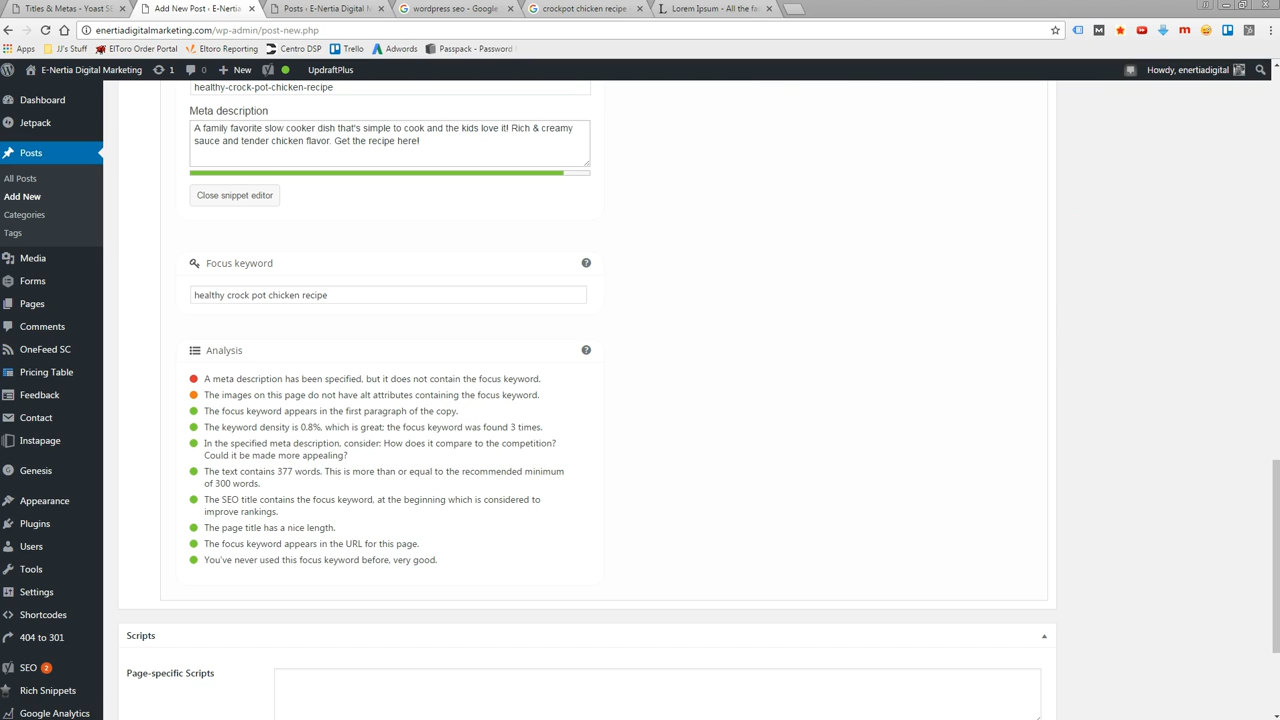 Titles & Metas - Yoast S
Add New Post ‹ E-Nertia
Posts ‹ E-Nertia Digital M
wordpress seo - Google
crockpot chicken recipe
Lorem Ipsum - All the fa
enertiadigitalmarketing.com/wp-admin/post-new.php
Apps JJ's Stuff ElToro Order Portal Eltoro Reporting Centro DSP Trello Adwords Passpack - Password
E-Nertia Digital Marketing 1 0 + New UpdraftPlus Howdy, enertiadigital
Dashboard
Jetpack
Posts
All Posts
Add New
Categories
Tags
Media
Forms
Pages
Comments
OneFeed SC
Pricing Table
Feedback
Contact
Instapage
Genesis
Appearance
Plugins
Users
Tools
Settings
Shortcodes
404 to 301
SEO 2
Rich Snippets
Google Analytics
healthy-crock-pot-chicken-recipe
Meta description
A family favorite slow cooker dish that's simple to cook and the kids love it! Rich & creamy
sauce and tender chicken flavor. Get the recipe here!
Close snippet editor
Focus keyword
healthy crock pot chicken recipe
Analysis
A meta description has been specified, but it does not contain the focus keyword.
The images on this page do not have alt attributes containing the focus keyword.
The focus keyword appears in the first paragraph of the copy.
The keyword density is 0.8%, which is great; the focus keyword was found 3 times.
In the specified meta description, consider: How does it compare to the competition?
Could it be made more appealing?
The text contains 377 words. This is more than or equal to the recommended minimum
of 300 words.
The SEO title contains the focus keyword, at the beginning which is considered to
improve rankings.
The page title has a nice length.
The focus keyword appears in the URL for this page.
You've never used this focus keyword before, very good.
Scripts
Page-specific Scripts